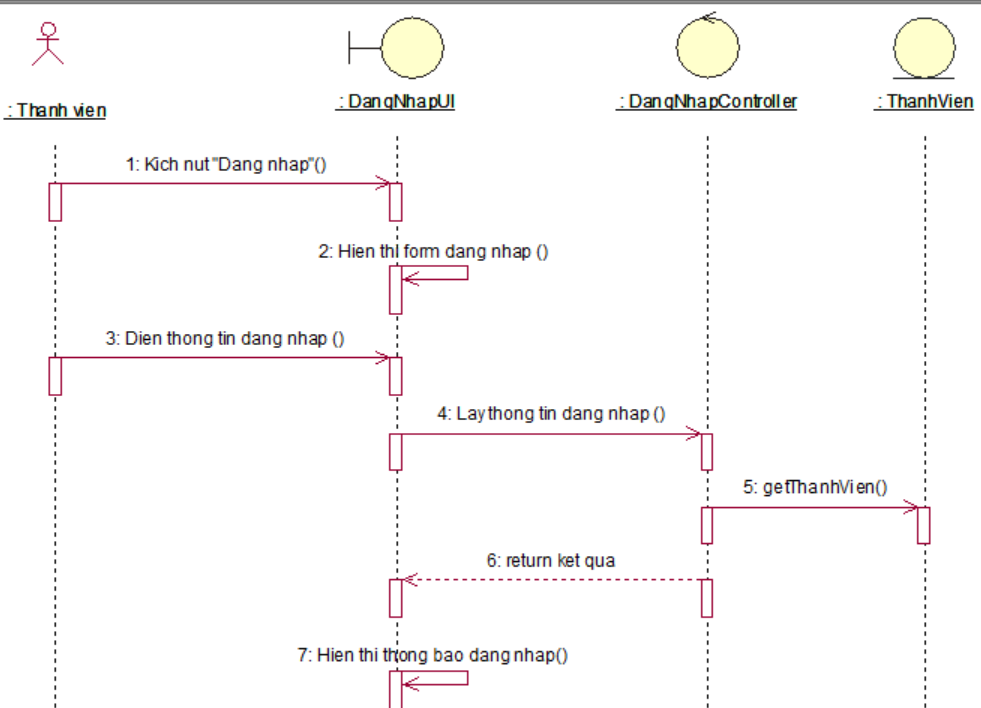 : Thanh vien
: DangNhapUI
: DangNhapController
: ThanhVien
1: Kich nut "Dang nhap"()
2: Hien thi form dang nhap ()
3: Dien thong tin dang nhap ()
4: Lay thong tin dang nhap ()
5: getThanhVien()
6: return ket qua
7: Hien thi thong bao dang nhap()